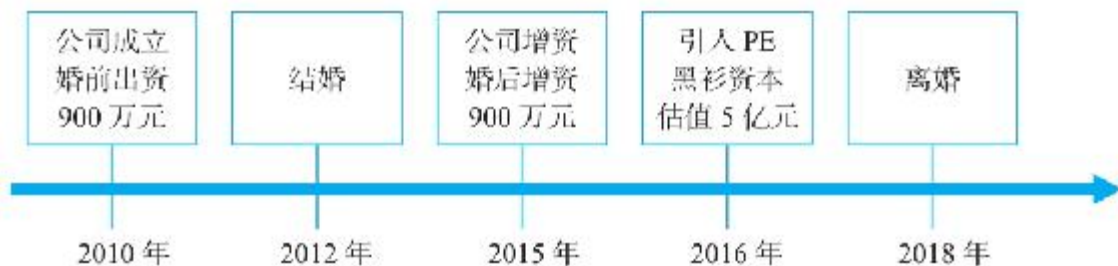 公司成立
婚前出资
900 万元
结婚
公司增资
婚后增资
900 万元
引人 PE
黑衫资本
估值 5 亿元
离婚
2010 年
2012 年
2015 年
2016 年
2018 年